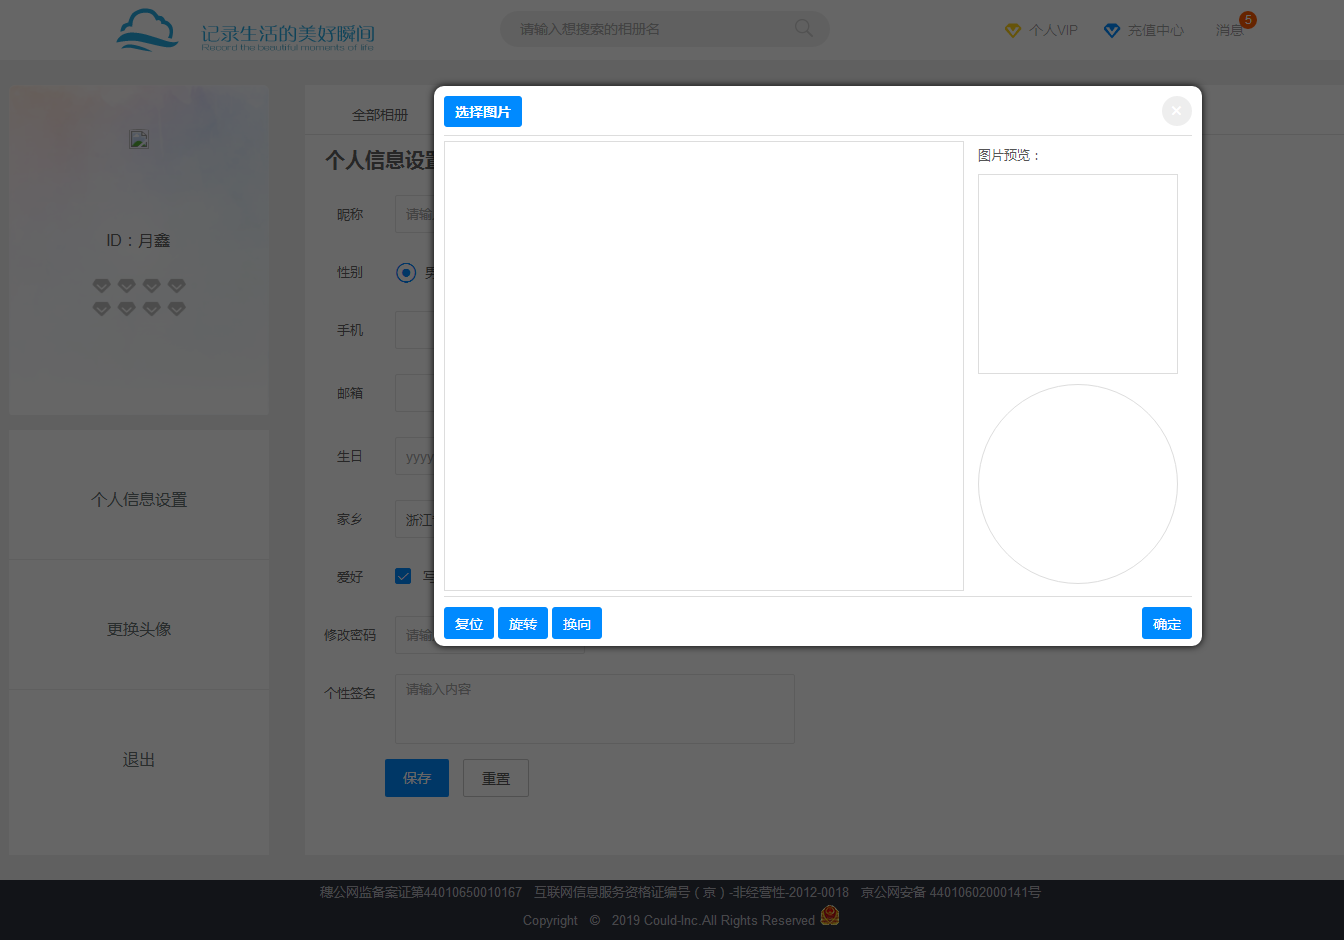 记录生活的美好瞬间
Record the beautiful moments of life
请输入想搜索的相册名
个人VIP
充值中心
消息
5
选择图片
×
全部相册
图片预览：
个人信息设置
ID：月鑫
昵称
请输
性别
手机
邮箱
生日
yyyy
家乡
浙江
爱好
修改密码
请输
个性签名
请输入内容
保存
重置
个人信息设置
更换头像
退出
复位
旋转
换向
确定
穗公网监备案证第44010650010167 互联网信息服务资格证编号（京）-非经营性-2012-0018 京公网安备 44010602000141号
Copyright © 2019 Could-Inc.All Rights Reserved